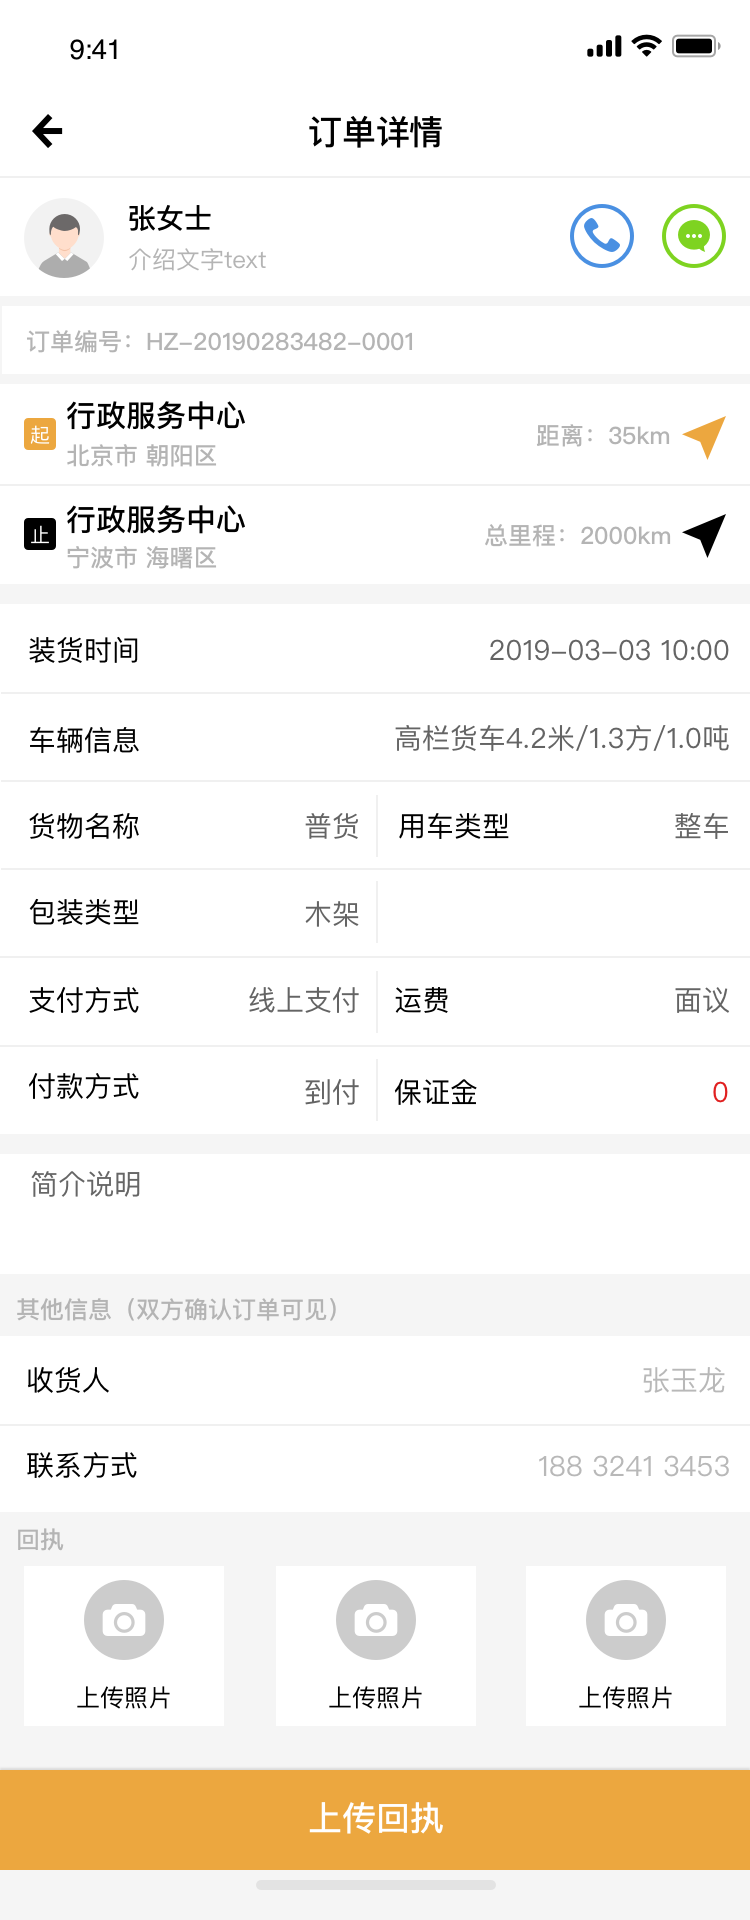 9:41
订单详情
张女士
介绍文字text
订单编号：HZ-20190283482-0001
起
行政服务中心
北京市 朝阳区
距离：35km
止
行政服务中心
宁波市 海曙区
总里程：2000km
装货时间 2019-03-03 10:00
车辆信息 高栏货车4.2米/1.3方/1.0吨
货物名称 普货 用车类型 整车
包装类型 木架
支付方式 线上支付 运费 面议
付款方式 到付 保证金 0
简介说明
其他信息（双方确认订单可见）
收货人 张玉龙
联系方式 188 3241 3453
回执
上传照片 上传照片 上传照片
上传回执